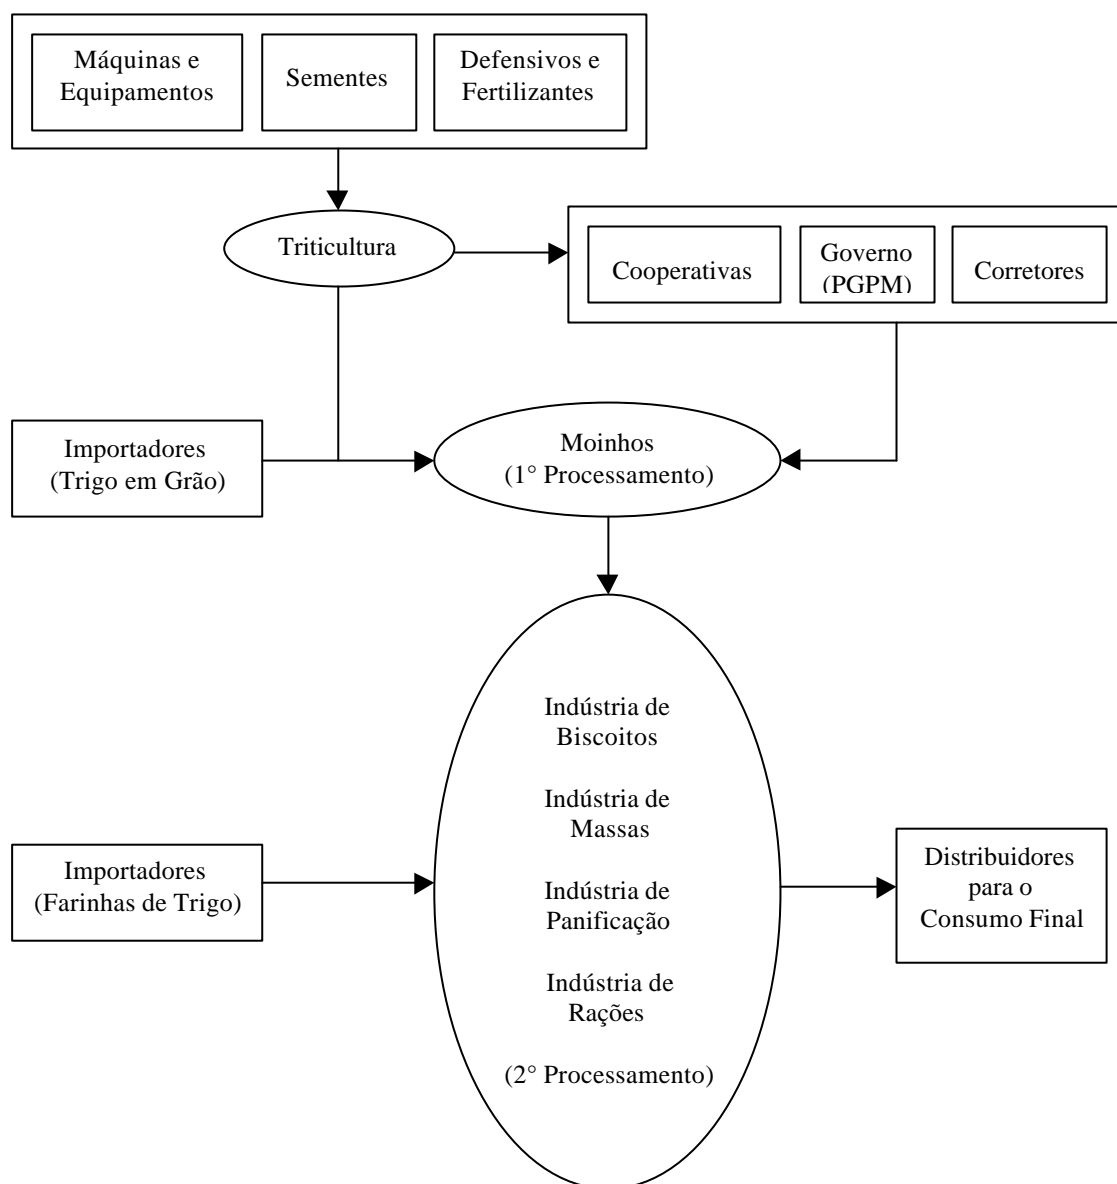 Máquinas e
Equipamentos
Sementes
Defensivos e
Fertilizantes
Triticultura
Cooperativas
Governo
(PGPM)
Corretores
Importadores
(Trigo em Grão)
Moinhos
(1° Processamento)
Indústria de
Biscoitos
Indústria de
Massas
Importadores
(Farinhas de Trigo)
Indústria de
Panificação
Indústria de
Rações
(2° Processamento)
Distribuidores
para o
Consumo Final